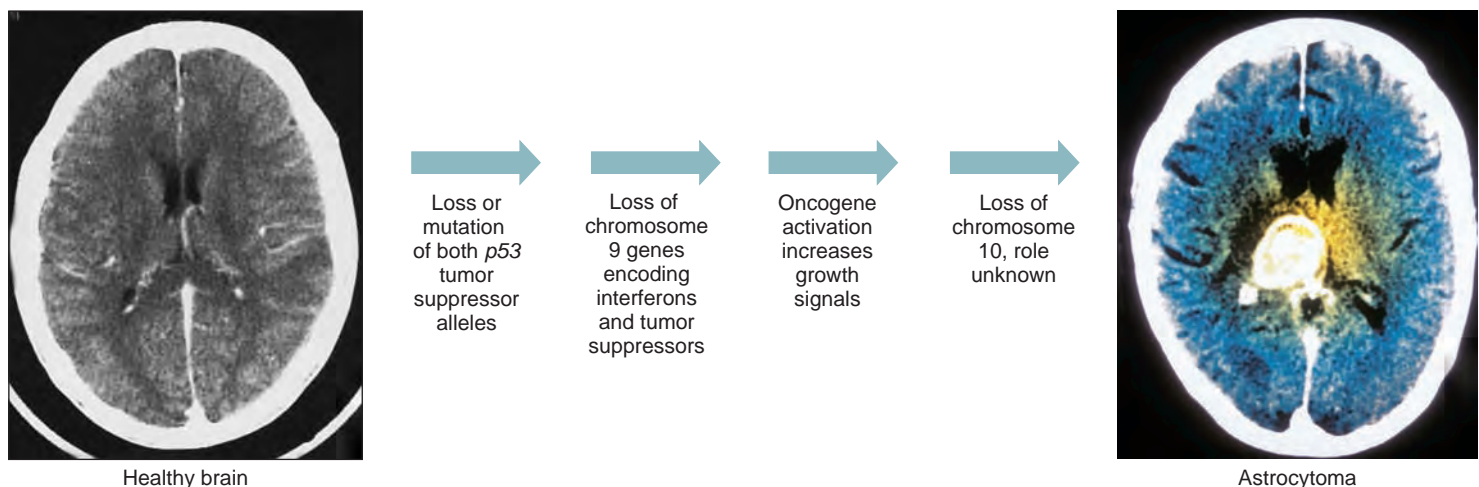 Loss or
mutation
of both p53
tumor
suppressor
alleles
Loss of
chromosome
9 genes
encoding
interferons
and tumor
suppressors
Oncogene
activation
increases
growth
signals
Loss of
chromosome
10, role
unknown
Healthy brain
Astrocytoma